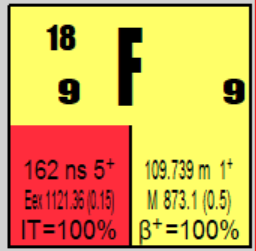 18
F
9 9
162 ns 5+
Eex 1121.36 (0.15)
IT=100%
109.739 m 1+
M 873.1 (0.5)
β+=100%